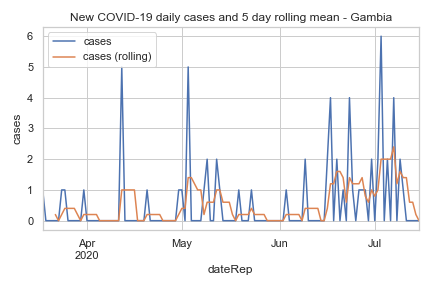 New COVID-19 daily cases and 5 day rolling mean - Gambia
cases
cases (rolling)
6
5
4
3
2
1
0
cases
Apr
2020
May
Jun
Jul
dateRep